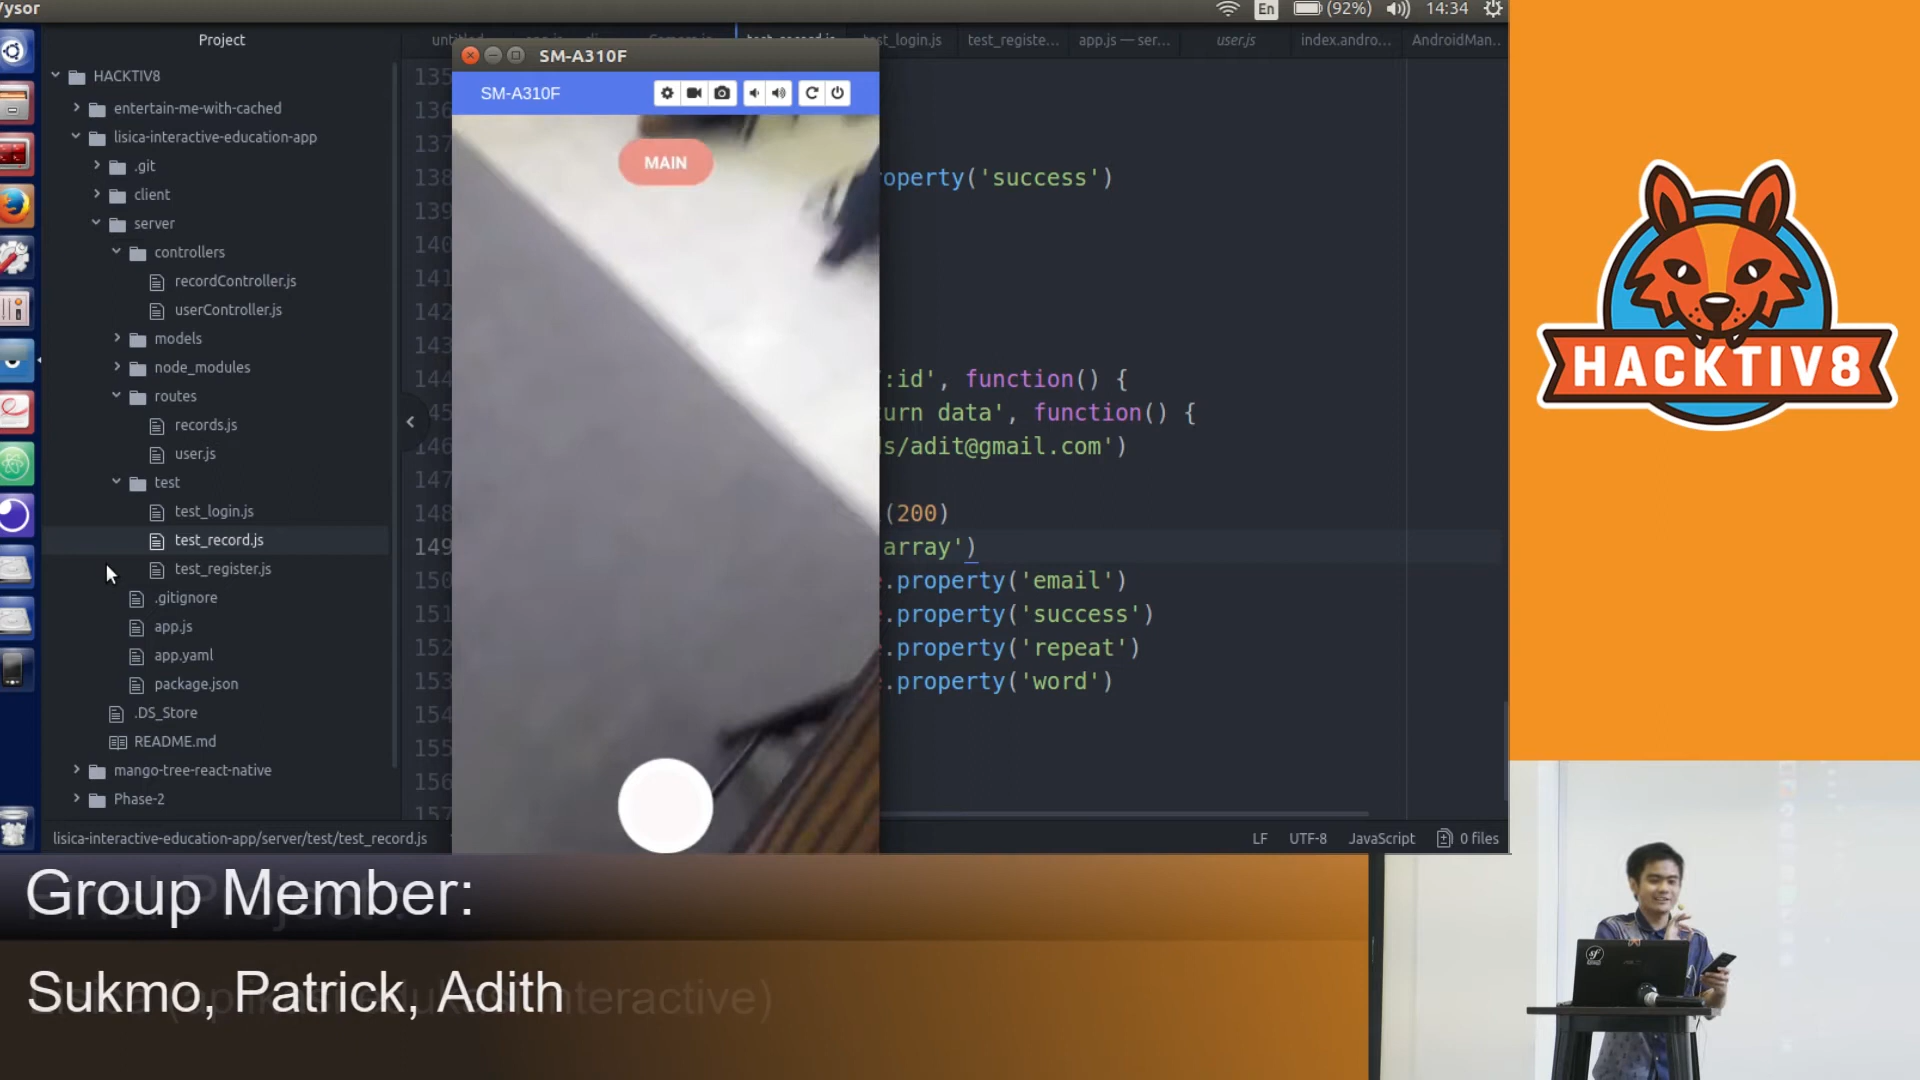 Vysor
En
(92%)
14:34
Project
test_record.js
test_login.js
test_registe...
app.js — ser...
user.js
index.andro...
AndroidMan...
HACKTIV8
entertain-me-with-cached
lisica-interactive-education-app
.git
client
server
controllers
recordController.js
userController.js
models
node_modules
routes
records.js
user.js
test
test_login.js
test_record.js
test_register.js
.gitignore
app.js
app.yaml
package.json
.DS_Store
README.md
mango-tree-react-native
Phase-2
lisica-interactive-education-app/server/test/test_record.js
SM-A310F
SM-A310F
MAIN
135
136
137
138 operty('success')
139
140
141
142
143
144 :id', function() {
145 urn data', function() {
146 s/adit@gmail.com')
147
148 (200)
149 array')
150 .property('email')
151 .property('success')
152 .property('repeat')
153 .property('word')
154
155
156
157
LF
UTF-8
JavaScript
0 files
HACKTIV8
Group Member:
Sukmo, Patrick, Adith